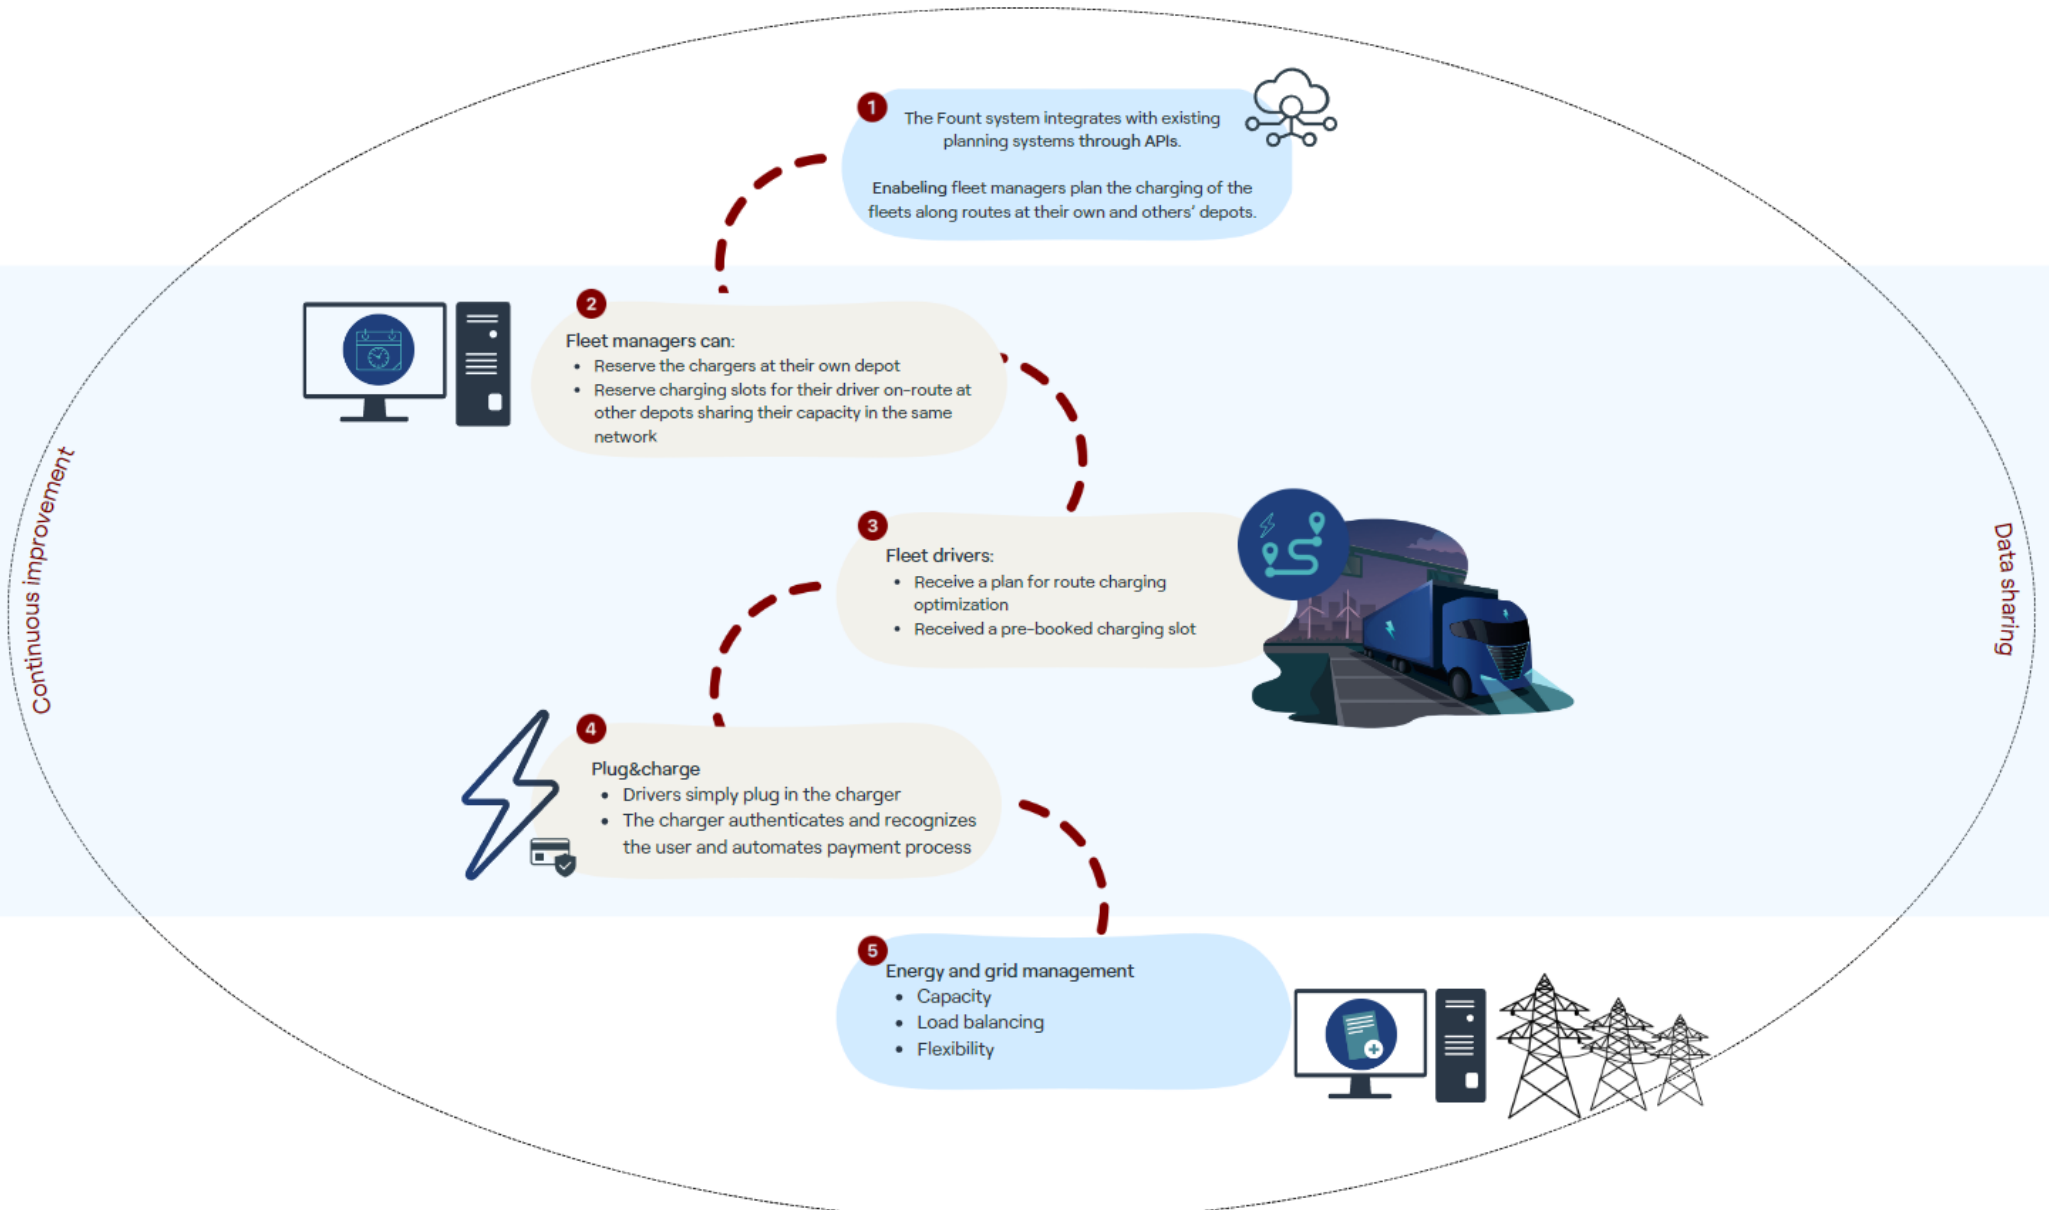 1
The Fount system integrates with existing
planning systems through APIs.
Enabeling fleet managers plan the charging of the
fleets along routes at their own and others' depots.
2
Fleet managers can:
• Reserve the chargers at their own depot
• Reserve charging slots for their driver on-route at
other depots sharing their capacity in the same
network
Continuous improvement
3
Fleet drivers:
• Receive a plan for route charging
optimization
• Received a pre-booked charging slot
Data sharing
4
Plug&charge
• Drivers simply plug in the charger
• The charger authenticates and recognizes
the user and automates payment process
5
Energy and grid management
• Capacity
• Load balancing
• Flexibility